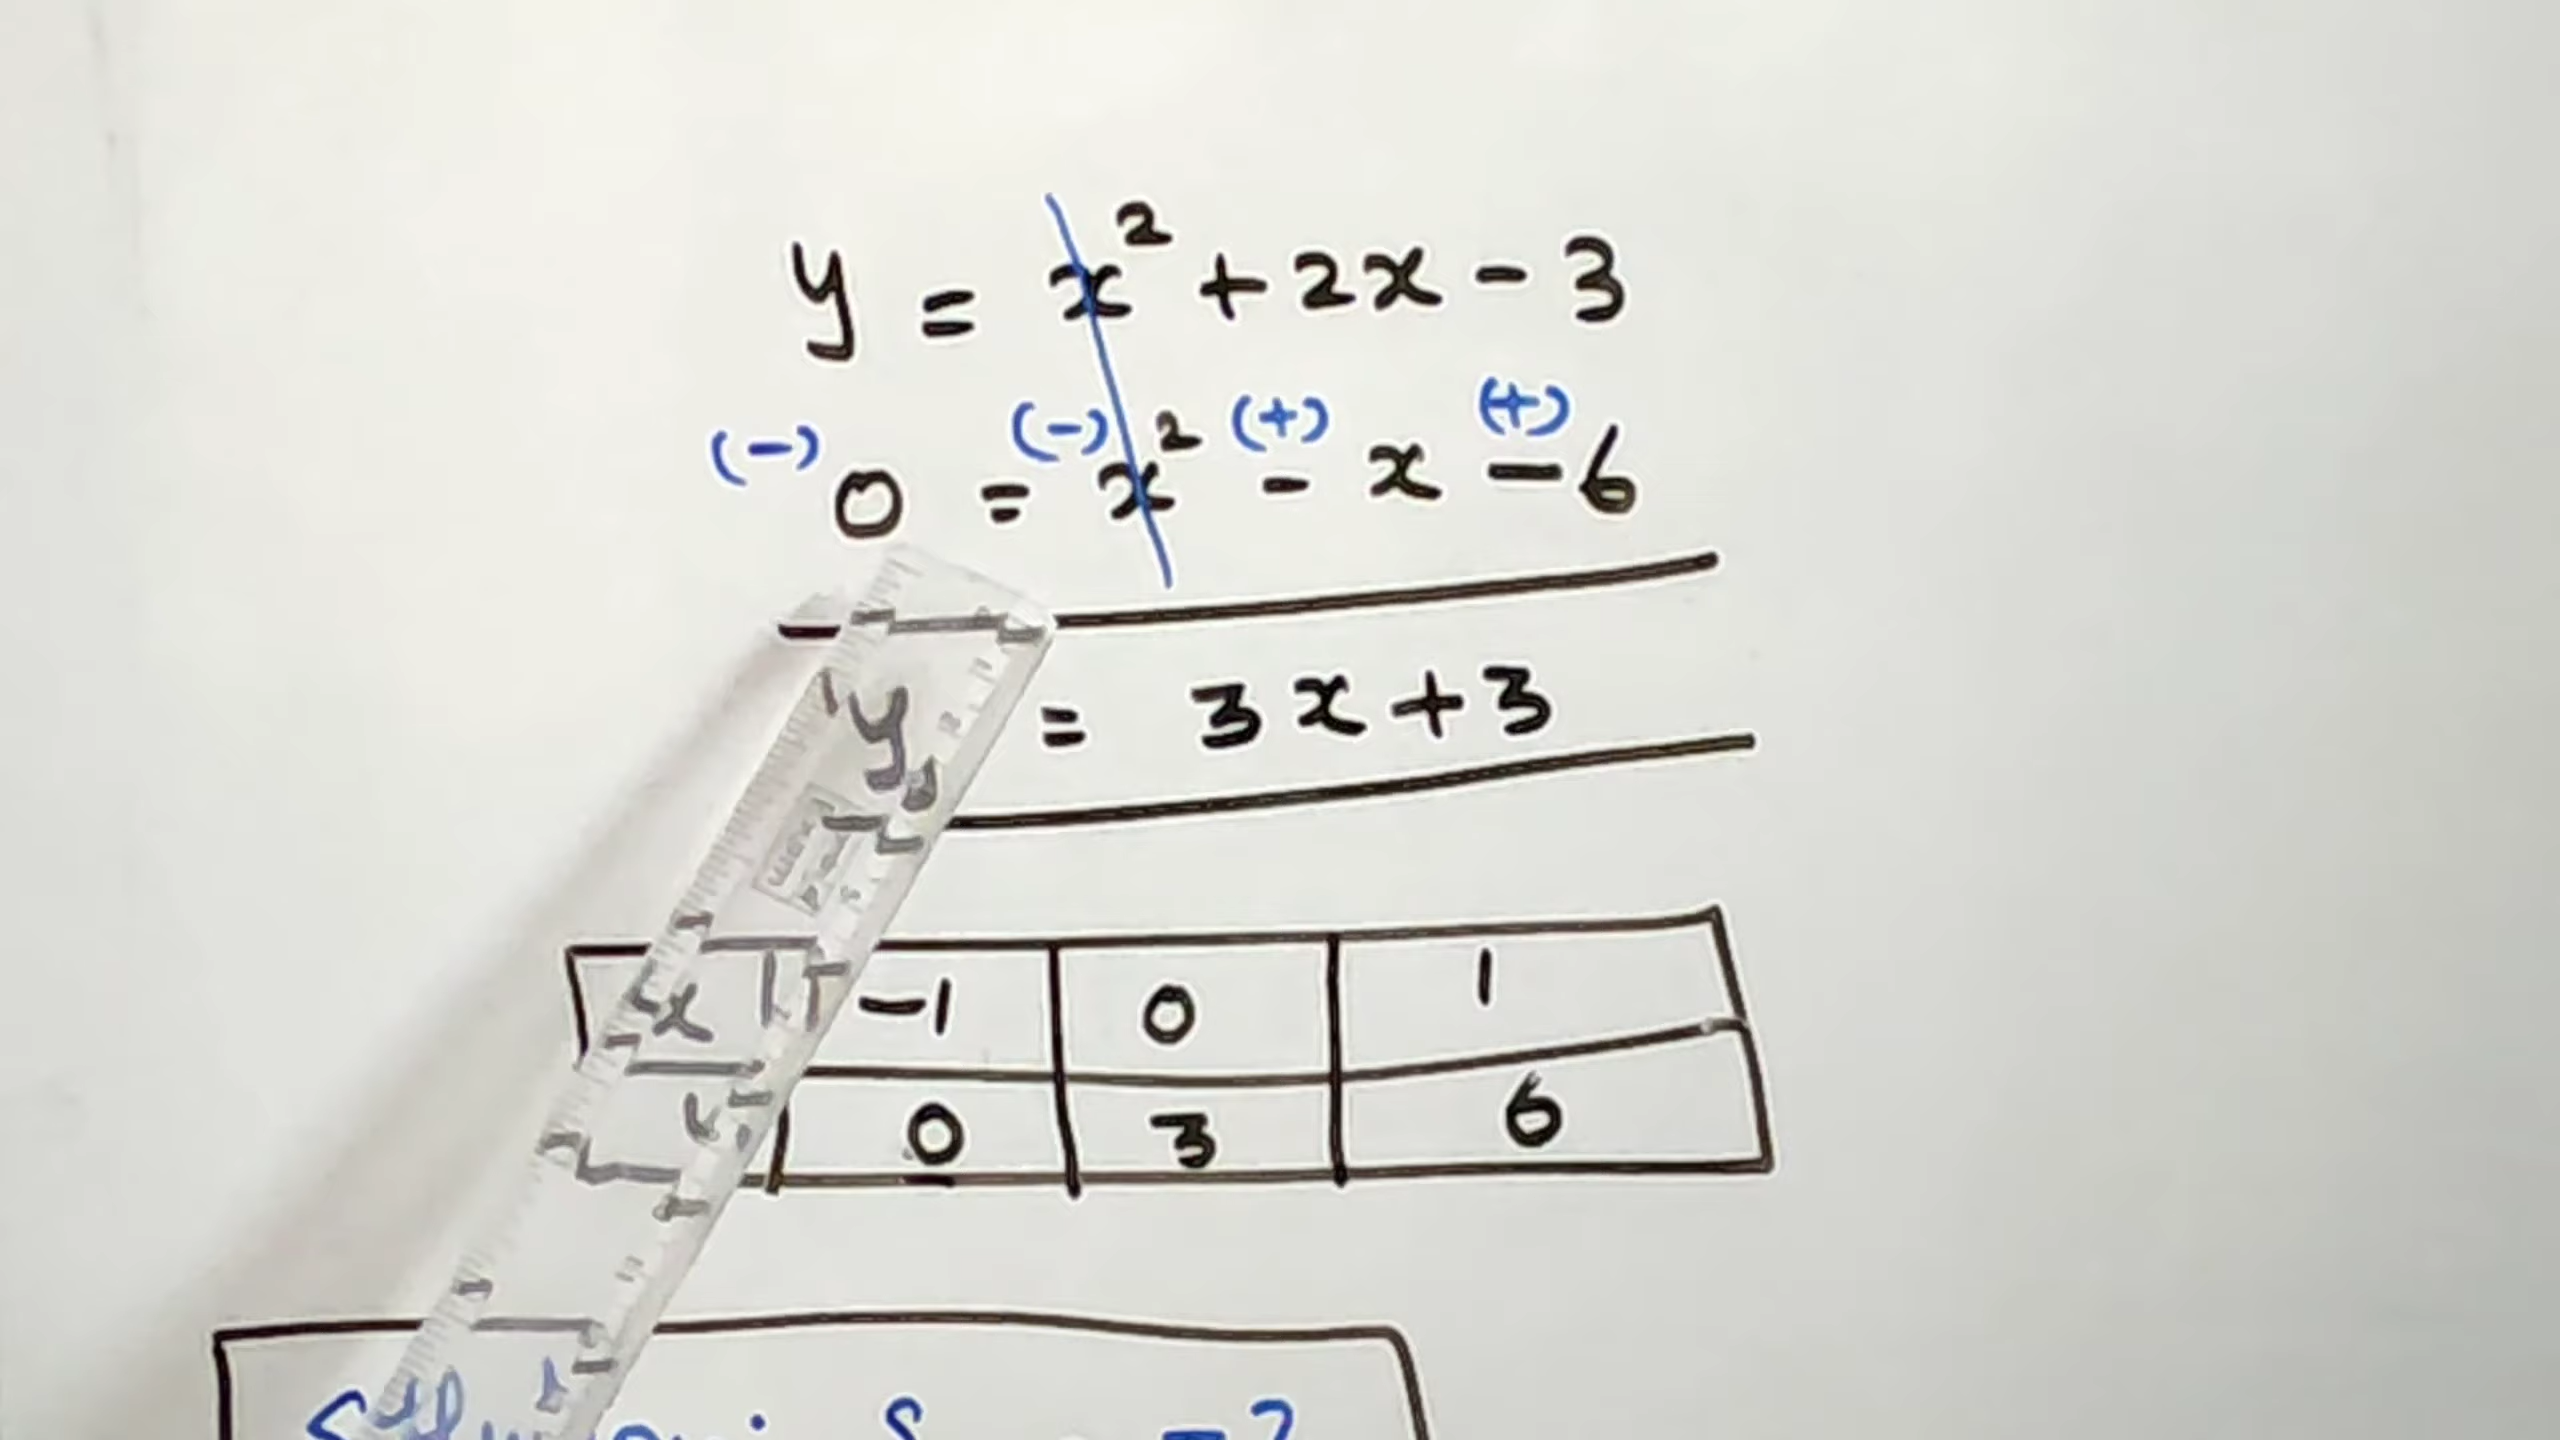 y = x² + 2x - 3
(-) (-) (+) (+)
0 = x² - x - 6
y = 3x + 3
x -1 0 1
y 0 3 6